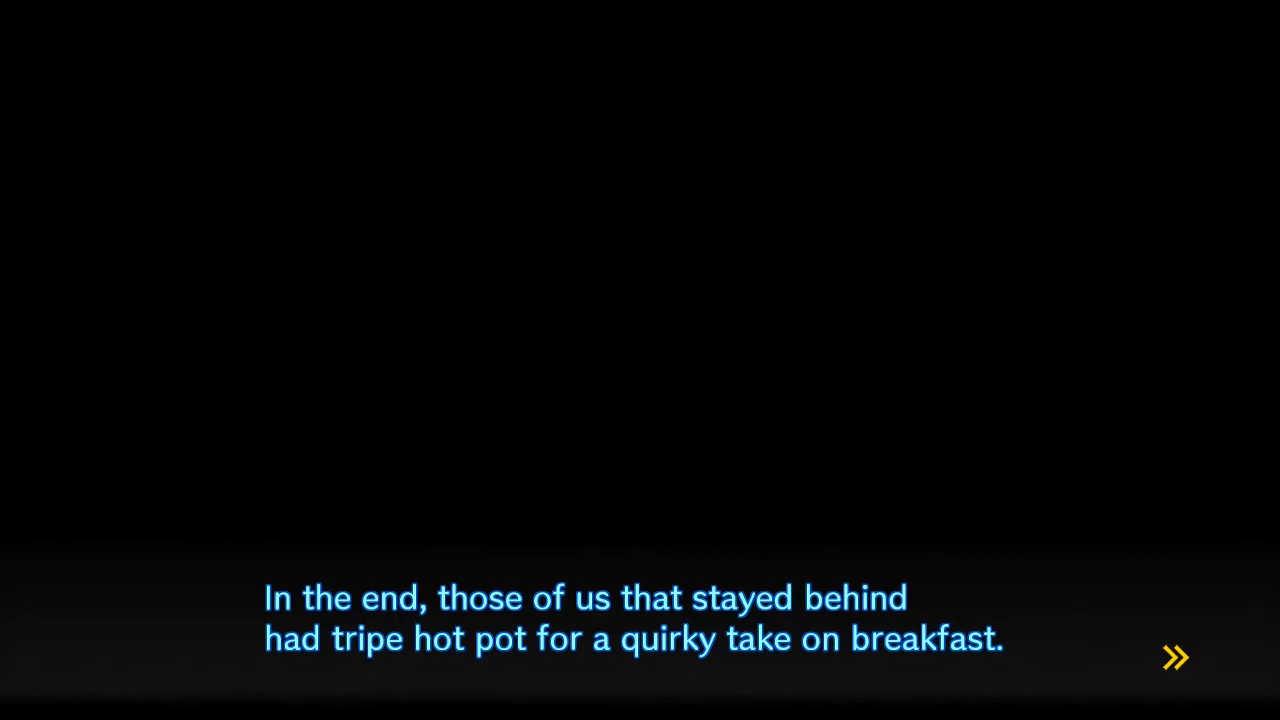 In the end, those of us that stayed behind
had tripe hot pot for a quirky take on breakfast.